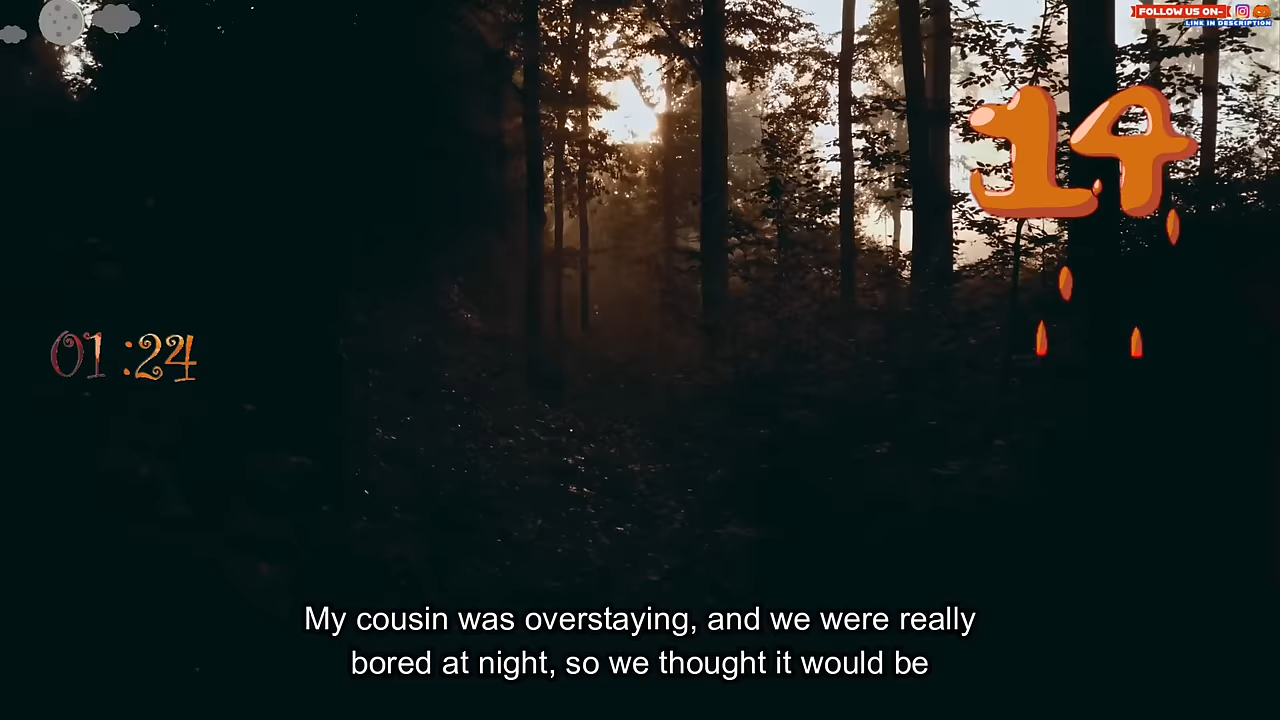 FOLLOW US ON-
LINK IN DESCRIPTION
14
01:24
My cousin was overstaying, and we were really
bored at night, so we thought it would be